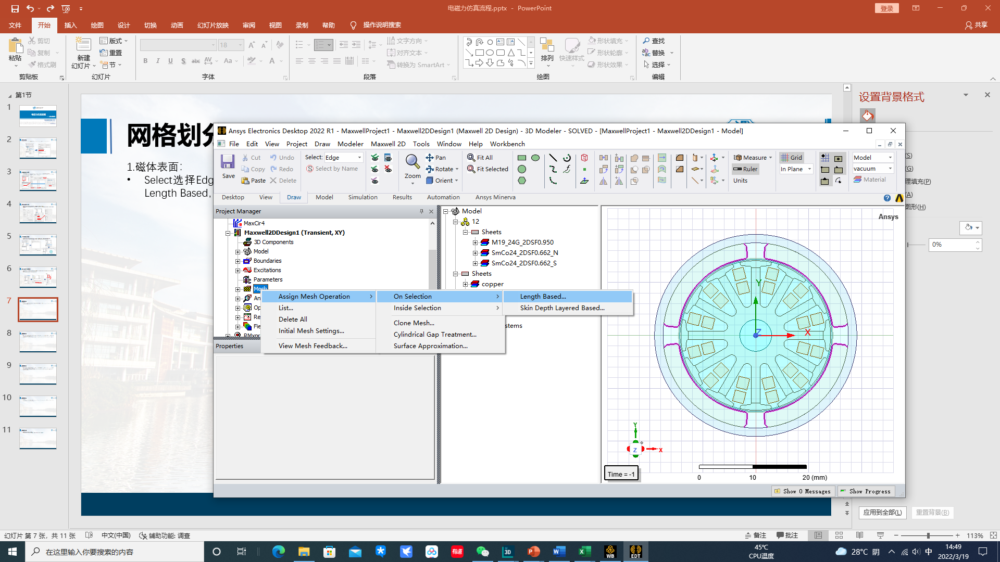 电磁力仿真流程.pptx - PowerPoint
登录
文件 开始 插入 绘图 设计 切换 动画 幻灯片放映 审阅 视图 录制 帮助 操作说明搜索
共享
粘贴
剪切
复制
格式刷
剪贴板
新建
幻灯片
版式
重置
节
幻灯片
18
字体
段落
文字方向
对齐文本
转换为 SmartArt
排列
快速样式
形状填充
形状轮廓
形状效果
绘图
查找
替换
选择
编辑
第1节
1
2
3
4
5
6
7
8
9
10
11
网格划分
1.磁体表面:
• Select选择Edg
Length Based,
设置背景格式
(S)
(G)
理填充(P)
(A)
图形(H)
0%
应用到全部(L)
重置背景(B)
Ansys Electronics Desktop 2022 R1 - MaxwellProject1 - Maxwell2DDesign1 (Maxwell 2D Design) - 3D Modeler - SOLVED - [MaxwellProject1 - Maxwell2DDesign1 - Model]
File Edit View Project Draw Modeler Maxwell 2D Tools Window Help Workbench
Save
Cut
Copy
Paste
Undo
Redo
Delete
Select: Edge
Select by Name
Zoom
Pan
Rotate
Orient
Fit All
Fit Selected
Measure
Ruler
Units
Grid
In Plane
Model
vacuum
Material
Desktop View Draw Model Simulation Results Automation Ansys Minerva
Project Manager
MaxCir4
Maxwell2DDesign1 (Transient, XY)
3D Components
Model
Boundaries
Excitations
Parameters
Mesh
An
Op
Re
Fie
RMxpr
Properties
Assign Mesh Operation
List...
Delete All
Initial Mesh Settings...
View Mesh Feedback...
On Selection
Inside Selection
Clone Mesh...
Cylindrical Gap Treatment...
Surface Approximation...
Length Based...
Skin Depth Layered Based...
Model
12
Sheets
M19_24G_2DSF0.950
SmCo24_2DSF0.662_N
SmCo24_2DSF0.662_S
Sheets
copper
stems
Ansys
Y
Z
X
Y
Z
X
Time = -1
0 10 20 (mm)
Show 0 Messages
Show Progress
幻灯片 第 7 张，共 11 张
中文(中国)
辅助功能: 调查
备注
批注
113%
在这里输入你要搜索的内容
有道
3D
WB
EDT
45℃
CPU温度
28°C 阴
中
14:49
2022/3/19